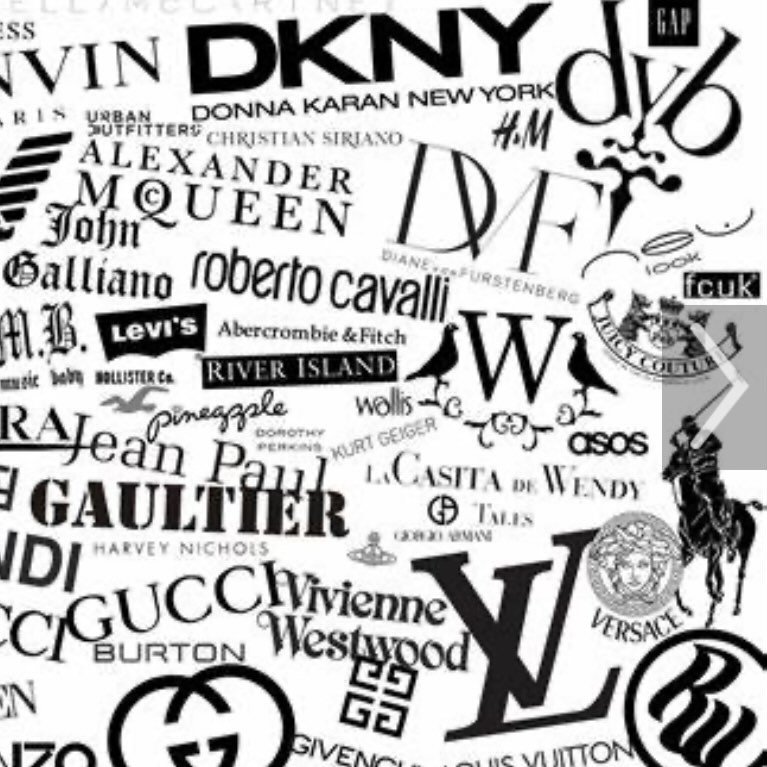 ELLA McCARTNEY
ESS
NVIN
ARIS
DKNY
DONNA KARAN NEW YORK
GAP
dvb
URBAN
OUTFITTERS
CHRISTIAN SIRIANO
H&M
ALEXANDER
McQUEEN
DVF
DIANE von FURSTENBERG
John
Galliano
roberto cavalli
look
fcuk
M.B.
music baby
Levi's
Abercrombie & Fitch
HOLLISTER Co.
RIVER ISLAND
W
JUICY COUTURE
RA
pineapple
wallis
DOROTHY
PERKINS
KURT GEIGER
asos
Jean Paul
GAULTIER
LA CASITA DE WENDY
TALES
GIORGIO ARMANI
NDI
HARVEY NICHOLS
CCI
GUCCI
Vivienne
Westwood
BURTON
LV
VERSACE
EN
NZO
GIVENCHY
LOUIS VUITTON